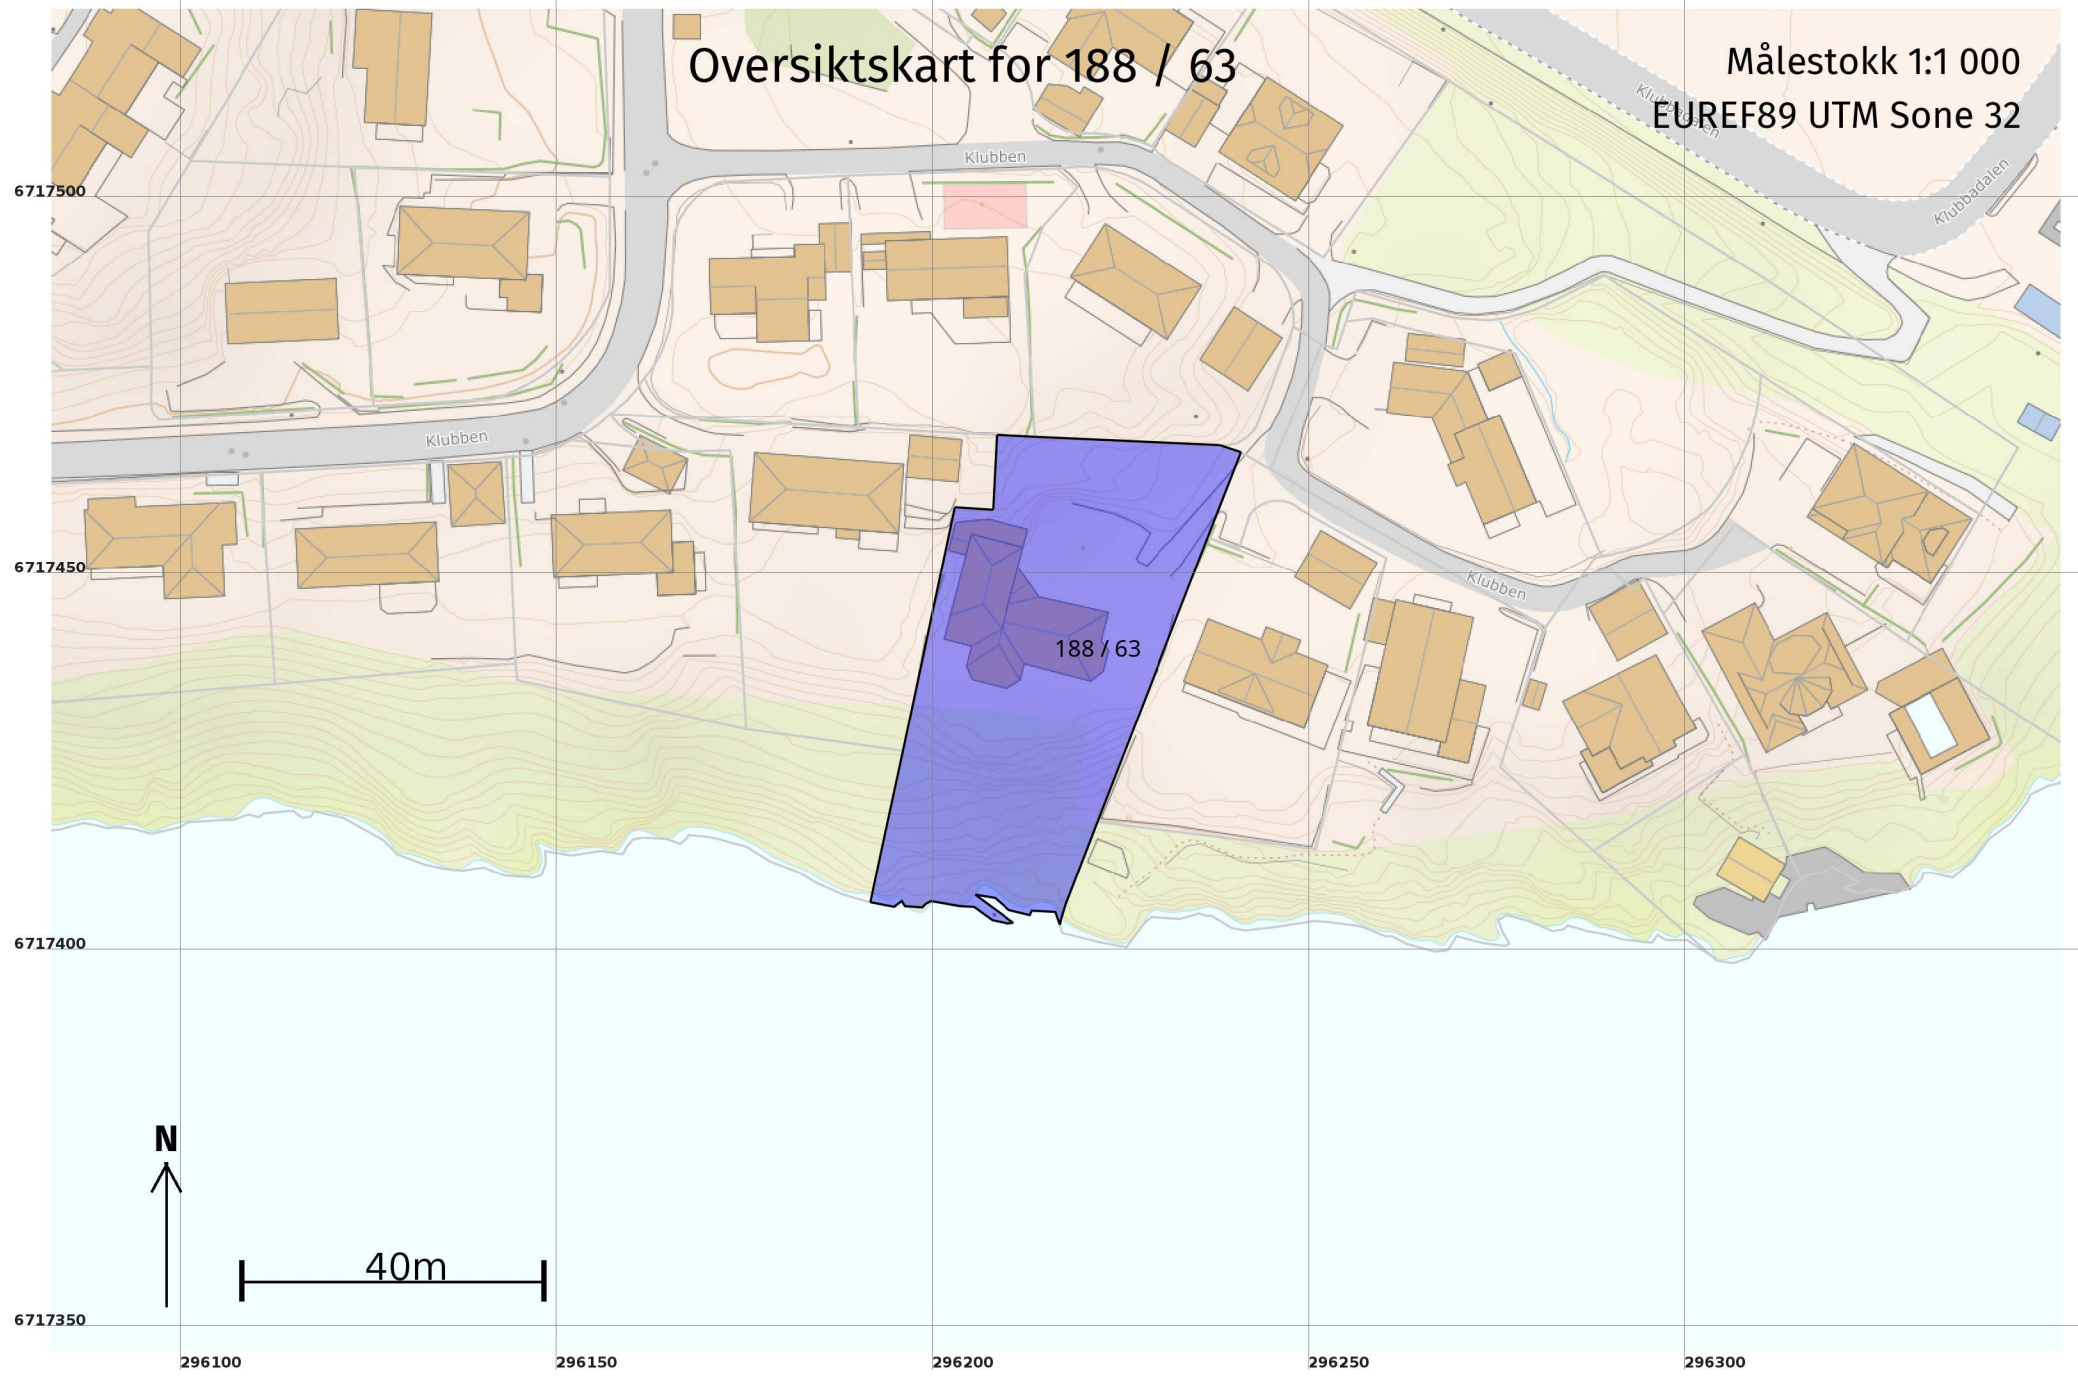 Oversiktskart for 188 / 63
Målestokk 1:1 000
EUREF89 UTM Sone 32
Klubbadalen
Klubbadalen
Klubben
6717500
Klubben
6717450
Klubben
188 / 63
6717400
N
40m
6717350
296100
296150
296200
296250
296300